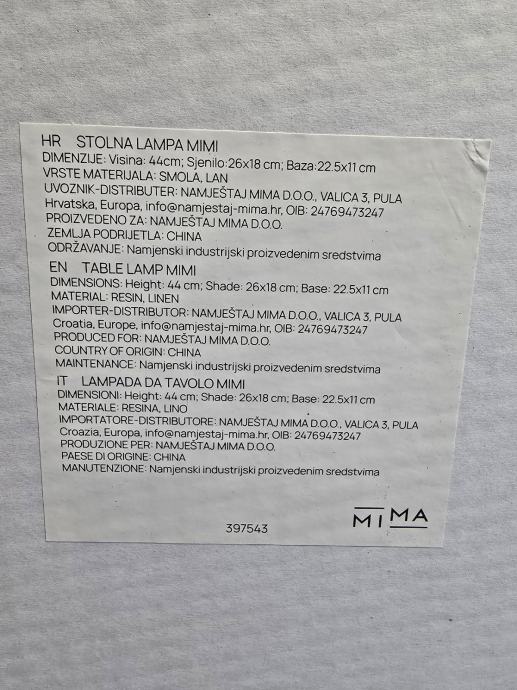 HR STOLNA LAMPA MIMI
DIMENZIJE: Visina: 44cm; Sjenilo:26x18 cm; Baza:22.5x11 cm
VRSTE MATERIJALA: SMOLA, LAN
UVOZNIK-DISTRIBUTER: NAMJEŠTAJ MIMA D.O.O., VALICA 3, PULA
Hrvatska, Europa, info@namjestaj-mima.hr, OIB: 24769473247
PROIZVEDENO ZA: NAMJEŠTAJ MIMA D.O.O.
ZEMLJA PODRIJETLA: CHINA
ODRŽAVANJE: Namjenski industrijski proizvedenim sredstvima
EN TABLE LAMP MIMI
DIMENSIONS: Height: 44 cm; Shade: 26x18 cm; Base: 22.5x11 cm
MATERIAL: RESIN, LINEN
IMPORTER-DISTRIBUTOR: NAMJEŠTAJ MIMA D.O.O., VALICA 3, PULA
Croatia, Europe, info@namjestaj-mima.hr, OIB: 24769473247
PRODUCED FOR: NAMJEŠTAJ MIMA D.O.O.
COUNTRY OF ORIGIN: CHINA
MAINTENANCE: Namjenski industrijski proizvedenim sredstvima
IT LAMPADA DA TAVOLO MIMI
DIMENSIONI: Height: 44 cm; Shade: 26x18 cm; Base: 22.5x11 cm
MATERIALE: RESINA, LINO
IMPORTATORE-DISTRIBUTORE: NAMJEŠTAJ MIMA D.O.O., VALICA 3, PULA
Croazia, Europa, info@namjestaj-mima.hr, OIB: 24769473247
PRODUZIONE PER: NAMJEŠTAJ MIMA D.O.O.
PAESE DI ORIGINE: CHINA
MANUTENZIONE: Namjenski industrijski proizvedenim sredstvima
397543
MIMA